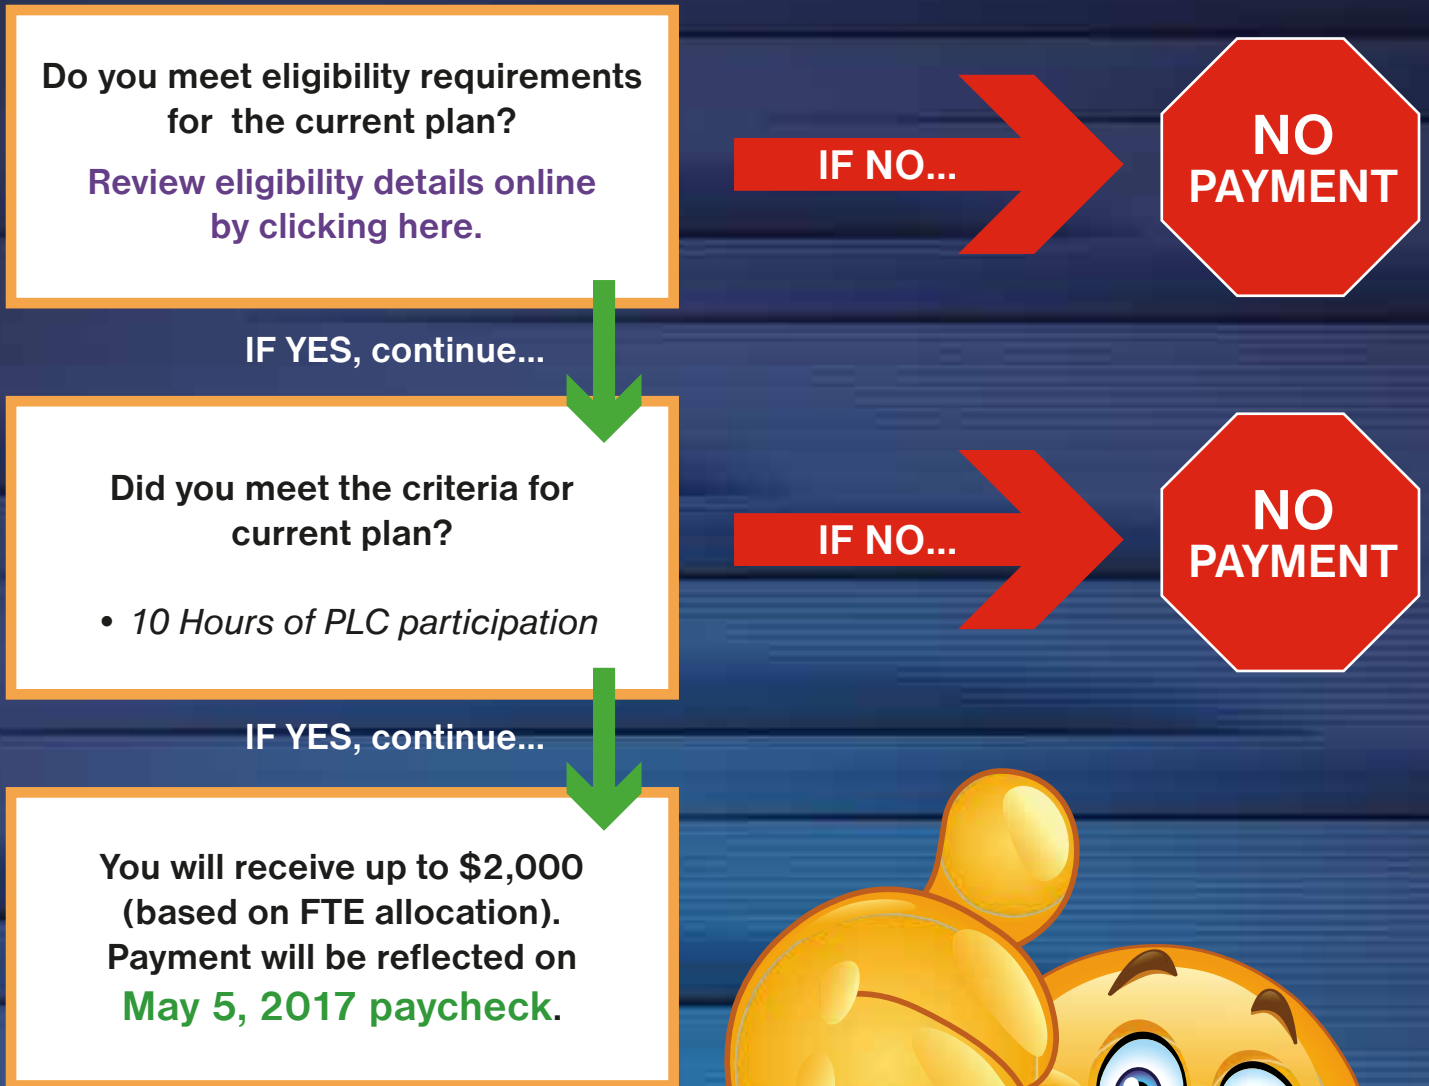 Do you meet eligibility requirements
for the current plan?
Review eligibility details online
by clicking here.
IF NO...
NO
PAYMENT
IF YES, continue...
Did you meet the criteria for
current plan?
• 10 Hours of PLC participation
IF NO...
NO
PAYMENT
IF YES, continue...
You will receive up to $2,000
(based on FTE allocation).
Payment will be reflected on
May 5, 2017 paycheck.